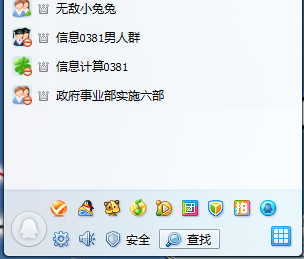 无敌小兔兔
信息0381男人群
信息计算0381
政府事业部实施六部
拍
安全
查找